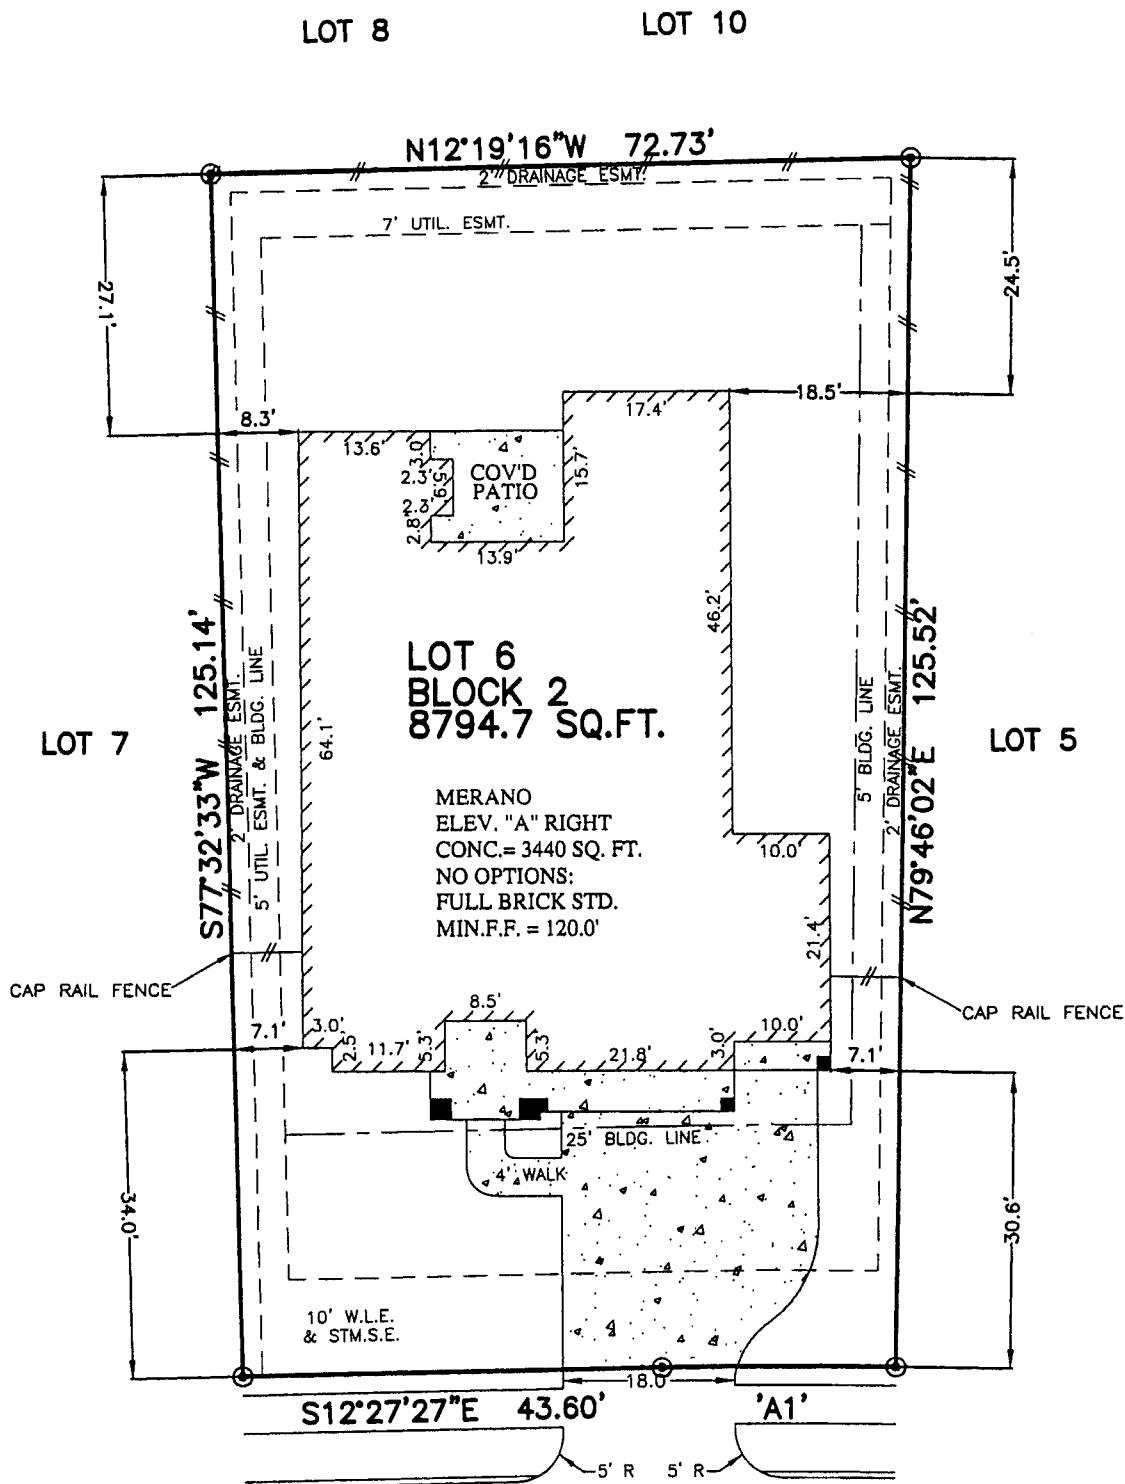 LOT 8
LOT 10
N12°19'16"W 72.73'
2' DRAINAGE ESMT.
7' UTIL. ESMT.
27.1'
24.5'
8.3'
18.5'
17.4'
13.6'
3.0'
2.3'
5.9'
2.3'
2.8'
COV'D
PATIO
15.7'
13.9'
46.2'
LOT 6
BLOCK 2
8794.7 SQ.FT.
LOT 7
LOT 5
S77°32'33"W 125.14'
2' DRAINAGE ESMT.
5' UTIL. ESMT. & BLDG. LINE
64.1'
5' BLDG. LINE
2' DRAINAGE ESMT.
N79°46'02"E 125.52'
MERANO
ELEV. "A" RIGHT
CONC.= 3440 SQ. FT.
NO OPTIONS:
FULL BRICK STD.
MIN.F.F. = 120.0'
10.0'
21.4'
CAP RAIL FENCE
CAP RAIL FENCE
8.5'
7.1'
3.0'
2.5'
11.7'
5.3'
5.3'
21.8'
3.0'
10.0'
7.1'
25' BLDG. LINE
4' WALK
34.0'
30.6'
10' W.L.E.
& STM.S.E.
18.0'
S12°27'27"E 43.60'
'A1'
5' R
5' R